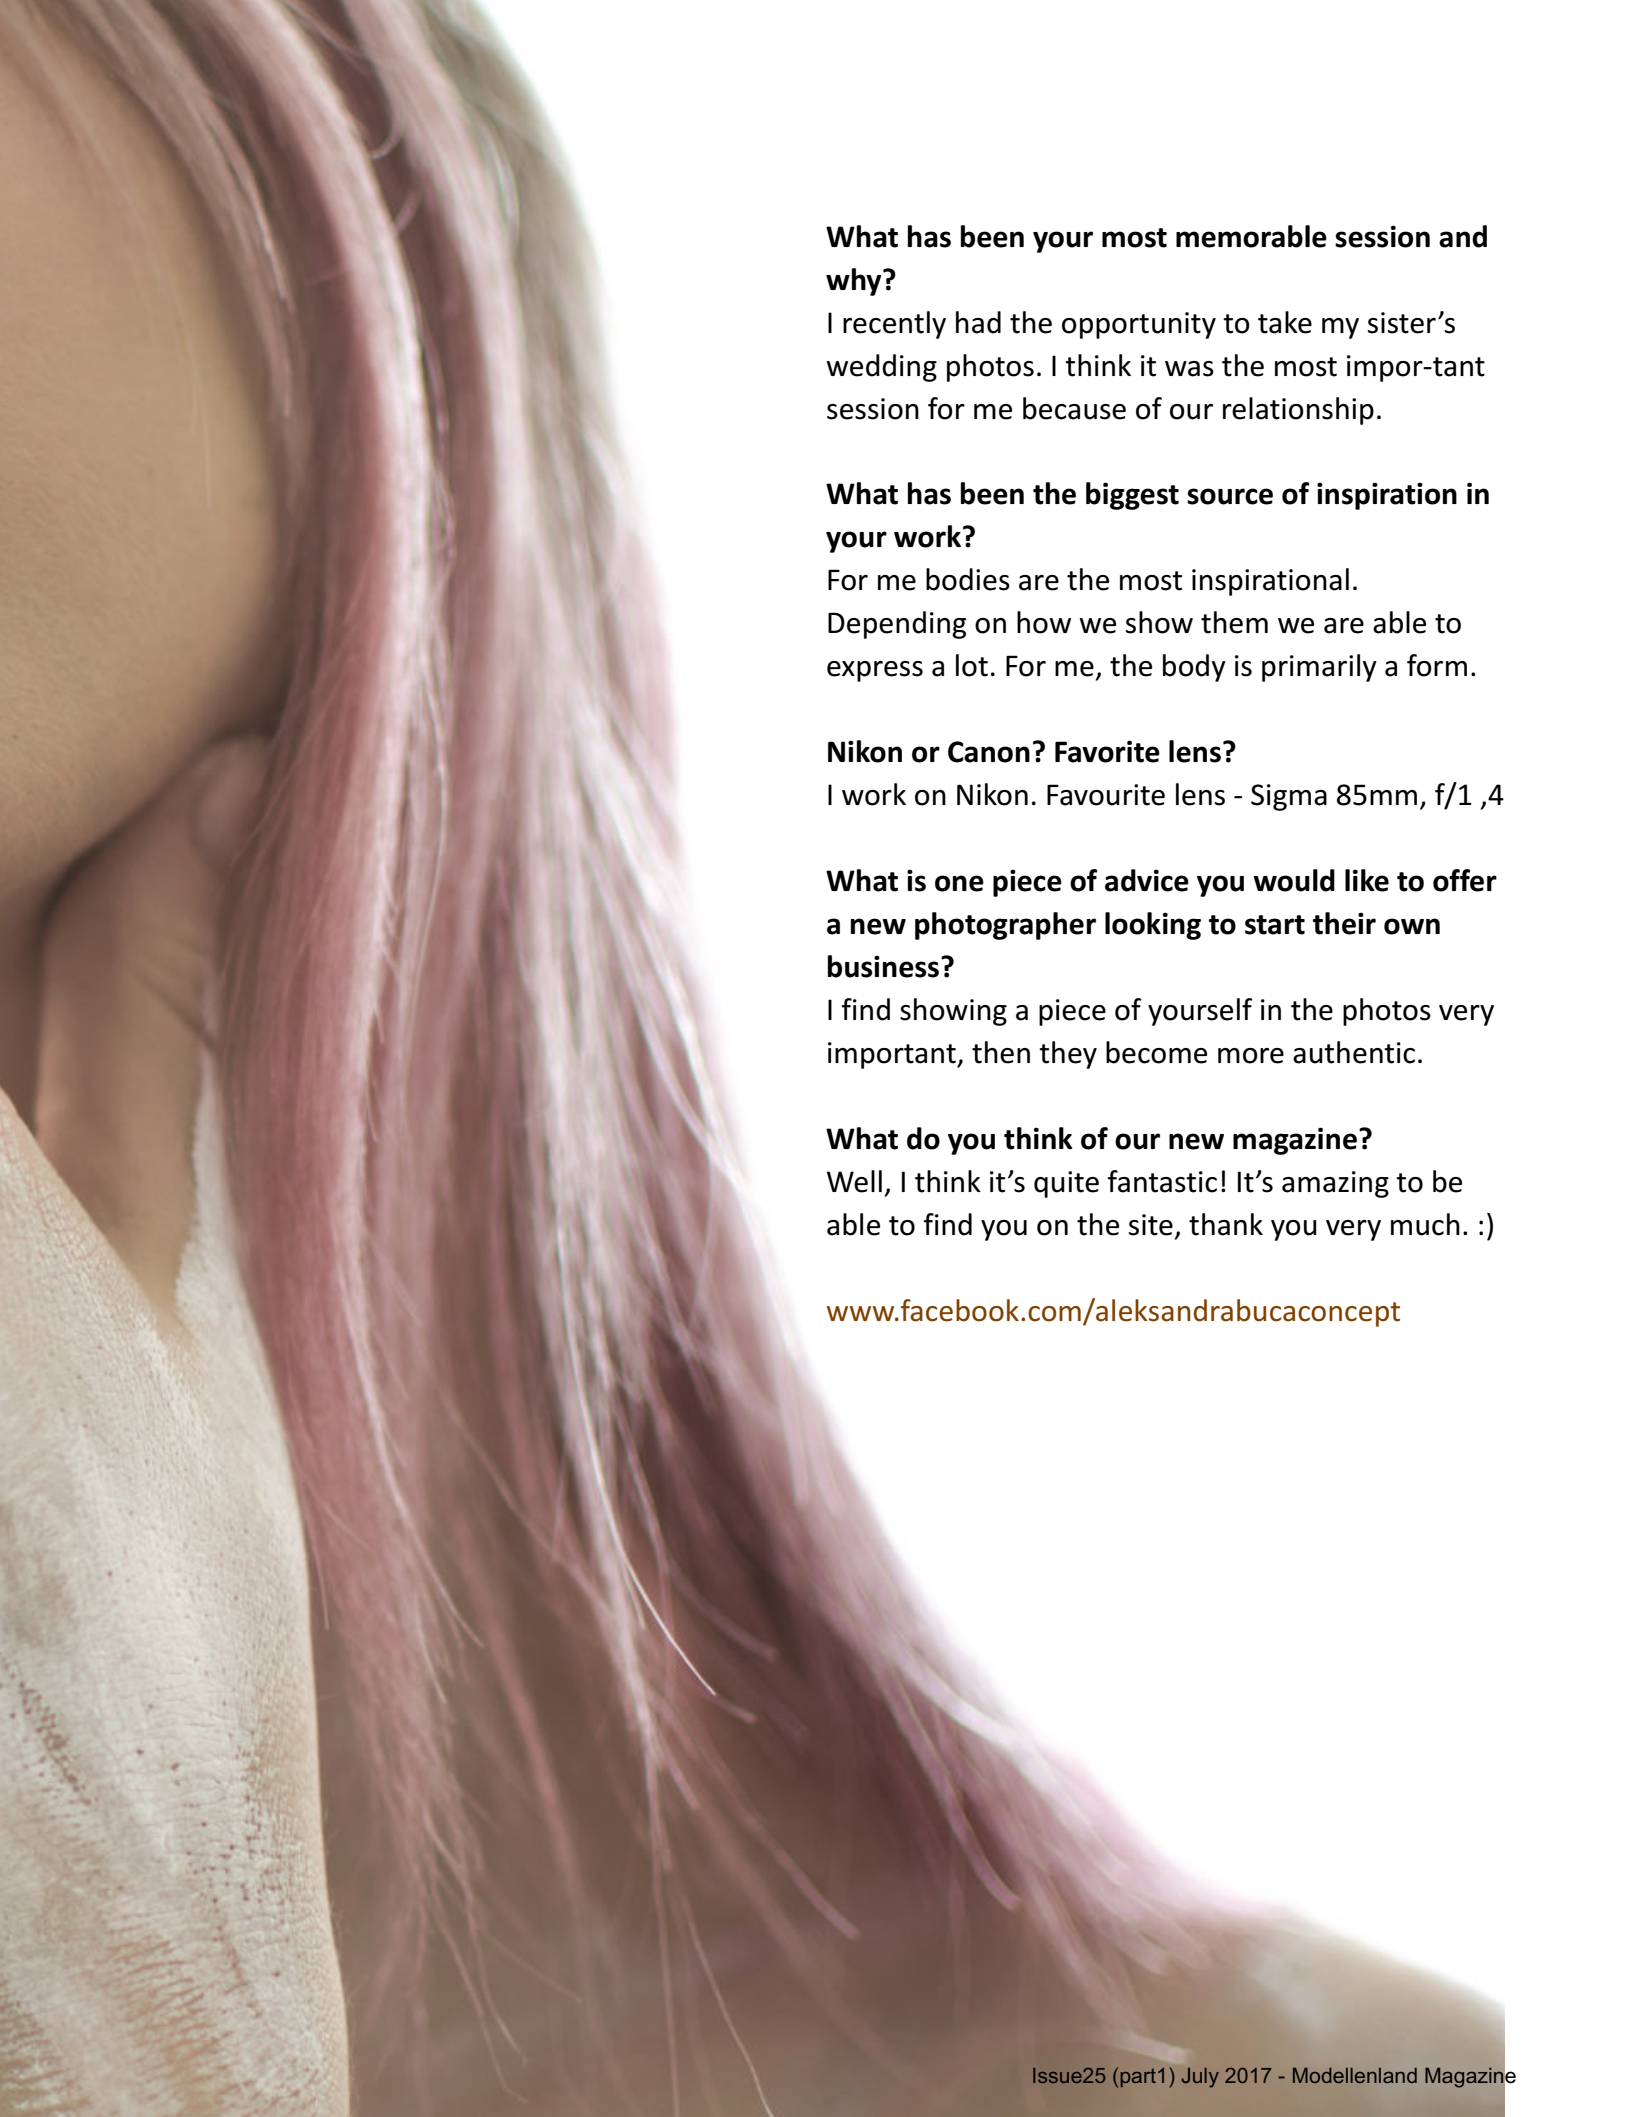 What has been your most memorable session and
why?
I recently had the opportunity to take my sister’s
wedding photos. I think it was the most impor-tant
session for me because of our relationship.
What has been the biggest source of inspiration in
your work?
For me bodies are the most inspirational.
Depending on how we show them we are able to
express a lot. For me, the body is primarily a form.
Nikon or Canon? Favorite lens?
I work on Nikon. Favourite lens - Sigma 85mm, f/1 ,4
What is one piece of advice you would like to offer
a new photographer looking to start their own
business?
I find showing a piece of yourself in the photos very
important, then they become more authentic.
What do you think of our new magazine?
Well, I think it’s quite fantastic! It’s amazing to be
able to find you on the site, thank you very much. :)
www.facebook.com/aleksandrabucaconcept
Issue25 (part1) July 2017 - Modellenland Magazine